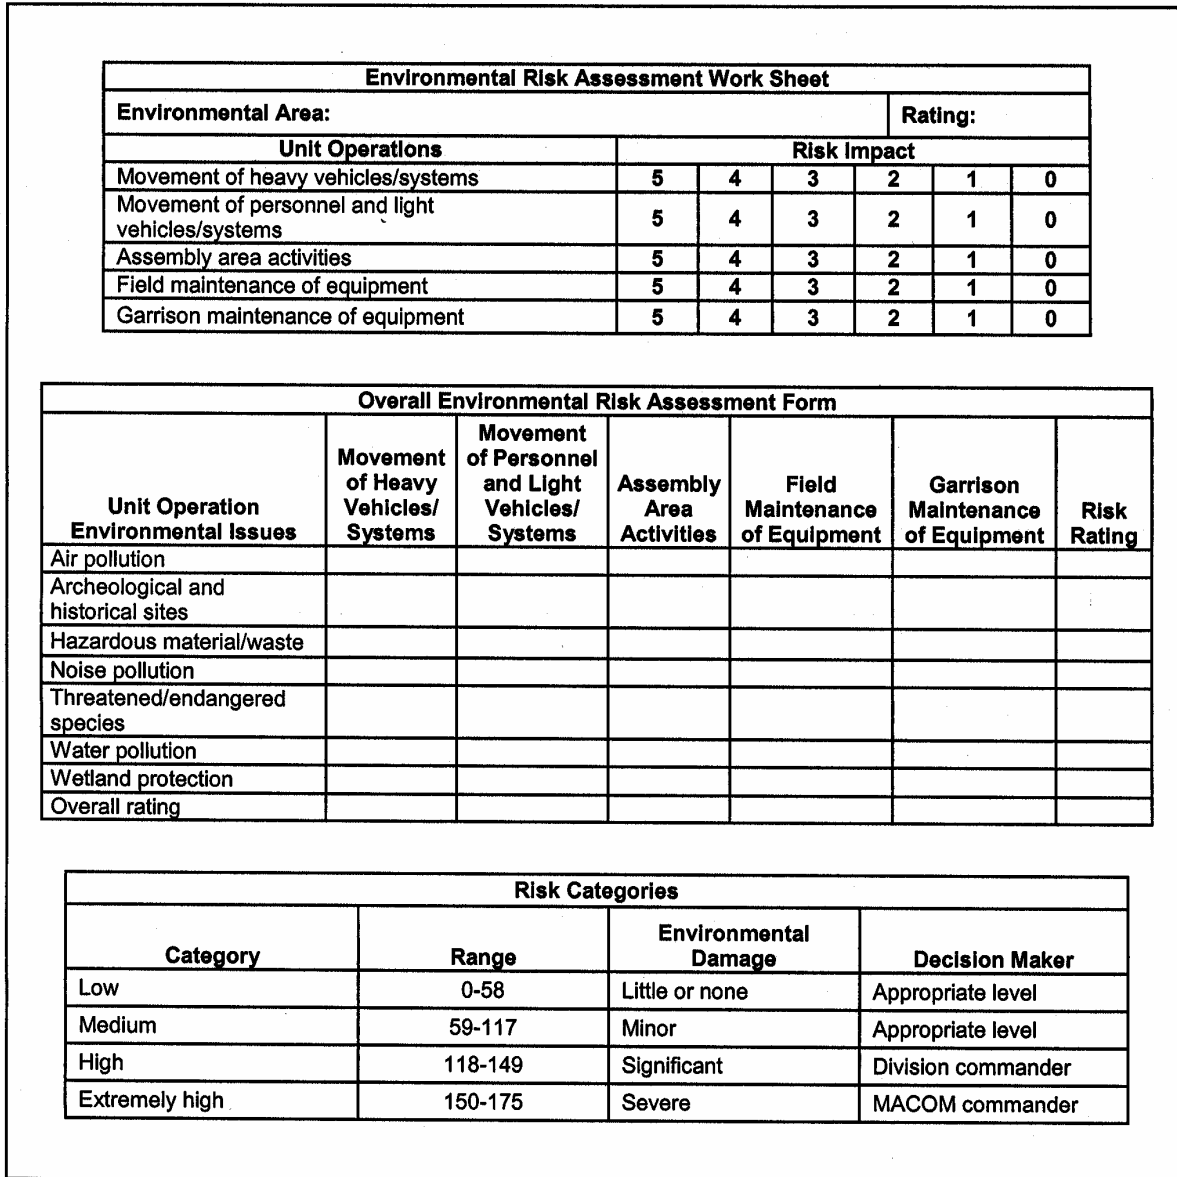 Environmental Risk Assessment Work Sheet
Environmental Area: Rating:
Unit Operations Risk Impact
Movement of heavy vehicles/systems 5 4 3 2 1 0
Movement of personnel and light
vehicles/systems 5 4 3 2 1 0
Assembly area activities 5 4 3 2 1 0
Field maintenance of equipment 5 4 3 2 1 0
Garrison maintenance of equipment 5 4 3 2 1 0
Overall Environmental Risk Assessment Form
Unit Operation
Environmental Issues
Movement
of Heavy
Vehicles/
Systems
Movement
of Personnel
and Light
Vehicles/
Systems
Assembly
Area
Activities
Field
Maintenance
of Equipment
Garrison
Maintenance
of Equipment
Risk
Rating
Air pollution
Archeological and
historical sites
Hazardous material/waste
Noise pollution
Threatened/endangered
species
Water pollution
Wetland protection
Overall rating
Risk Categories
Category Range Environmental
Damage Decision Maker
Low 0-58 Little or none Appropriate level
Medium 59-117 Minor Appropriate level
High 118-149 Significant Division commander
Extremely high 150-175 Severe MACOM commander